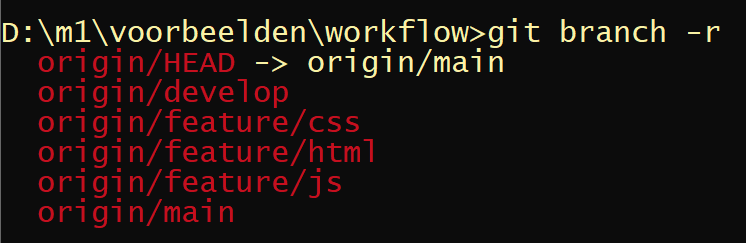 D:\m1\voorbeelden\workflow>git branch -r
origin/HEAD -> origin/main
origin/develop
origin/feature/css
origin/feature/html
origin/feature/js
origin/main